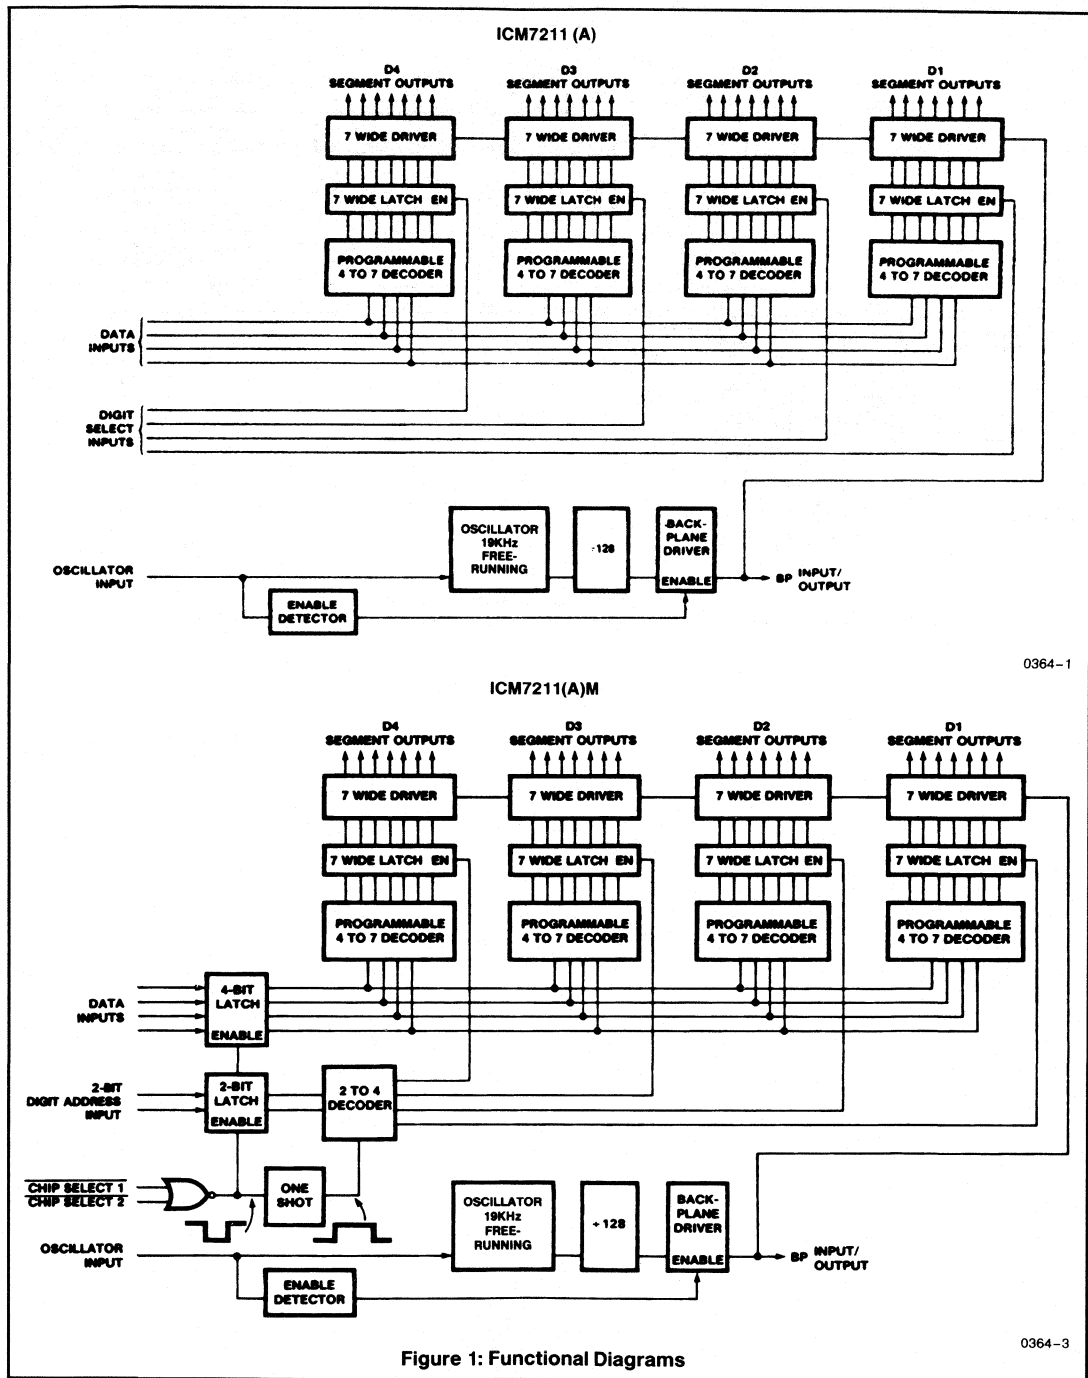 ICM7211 (A)
D4 D3 D2 D1
SEGMENT OUTPUTS SEGMENT OUTPUTS SEGMENT OUTPUTS SEGMENT OUTPUTS
7 WIDE DRIVER 7 WIDE DRIVER 7 WIDE DRIVER 7 WIDE DRIVER
7 WIDE LATCH EN 7 WIDE LATCH EN 7 WIDE LATCH EN 7 WIDE LATCH EN
PROGRAMMABLE PROGRAMMABLE PROGRAMMABLE PROGRAMMABLE
4 TO 7 DECODER 4 TO 7 DECODER 4 TO 7 DECODER 4 TO 7 DECODER
DATA
INPUTS
DIGIT
SELECT
INPUTS
OSCILLATOR
INPUT
ENABLE
DETECTOR
OSCILLATOR
19KHz
FREE-
RUNNING
÷128
BACK-
PLANE
DRIVER
ENABLE
BP INPUT/
OUTPUT
0364-1
ICM7211(A)M
D4 D3 D2 D1
SEGMENT OUTPUTS SEGMENT OUTPUTS SEGMENT OUTPUTS SEGMENT OUTPUTS
7 WIDE DRIVER 7 WIDE DRIVER 7 WIDE DRIVER 7 WIDE DRIVER
7 WIDE LATCH EN 7 WIDE LATCH EN 7 WIDE LATCH EN 7 WIDE LATCH EN
PROGRAMMABLE PROGRAMMABLE PROGRAMMABLE PROGRAMMABLE
4 TO 7 DECODER 4 TO 7 DECODER 4 TO 7 DECODER 4 TO 7 DECODER
DATA
INPUTS
4-BIT
LATCH
ENABLE
2-BIT
DIGIT ADDRESS
INPUT
2-BIT
LATCH
ENABLE
2 TO 4
DECODER
CHIP SELECT 1
CHIP SELECT 2
ONE
SHOT
OSCILLATOR
INPUT
ENABLE
DETECTOR
OSCILLATOR
19KHz
FREE-
RUNNING
÷128
BACK-
PLANE
DRIVER
ENABLE
BP INPUT/
OUTPUT
0364-3
Figure 1: Functional Diagrams